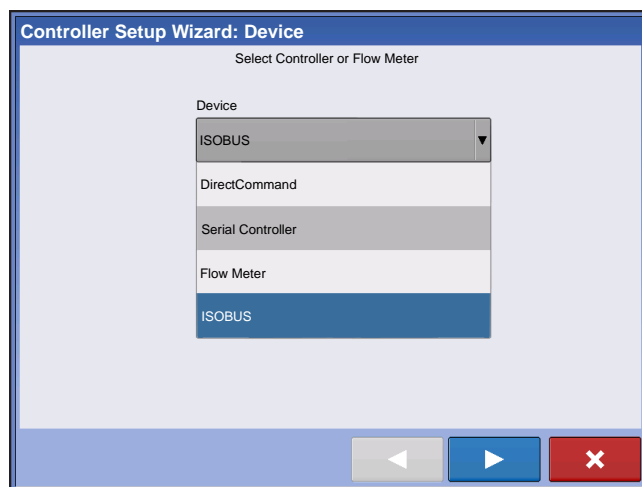 Controller Setup Wizard: Device
Select Controller or Flow Meter
Device
ISOBUS
DirectCommand
Serial Controller
Flow Meter
ISOBUS